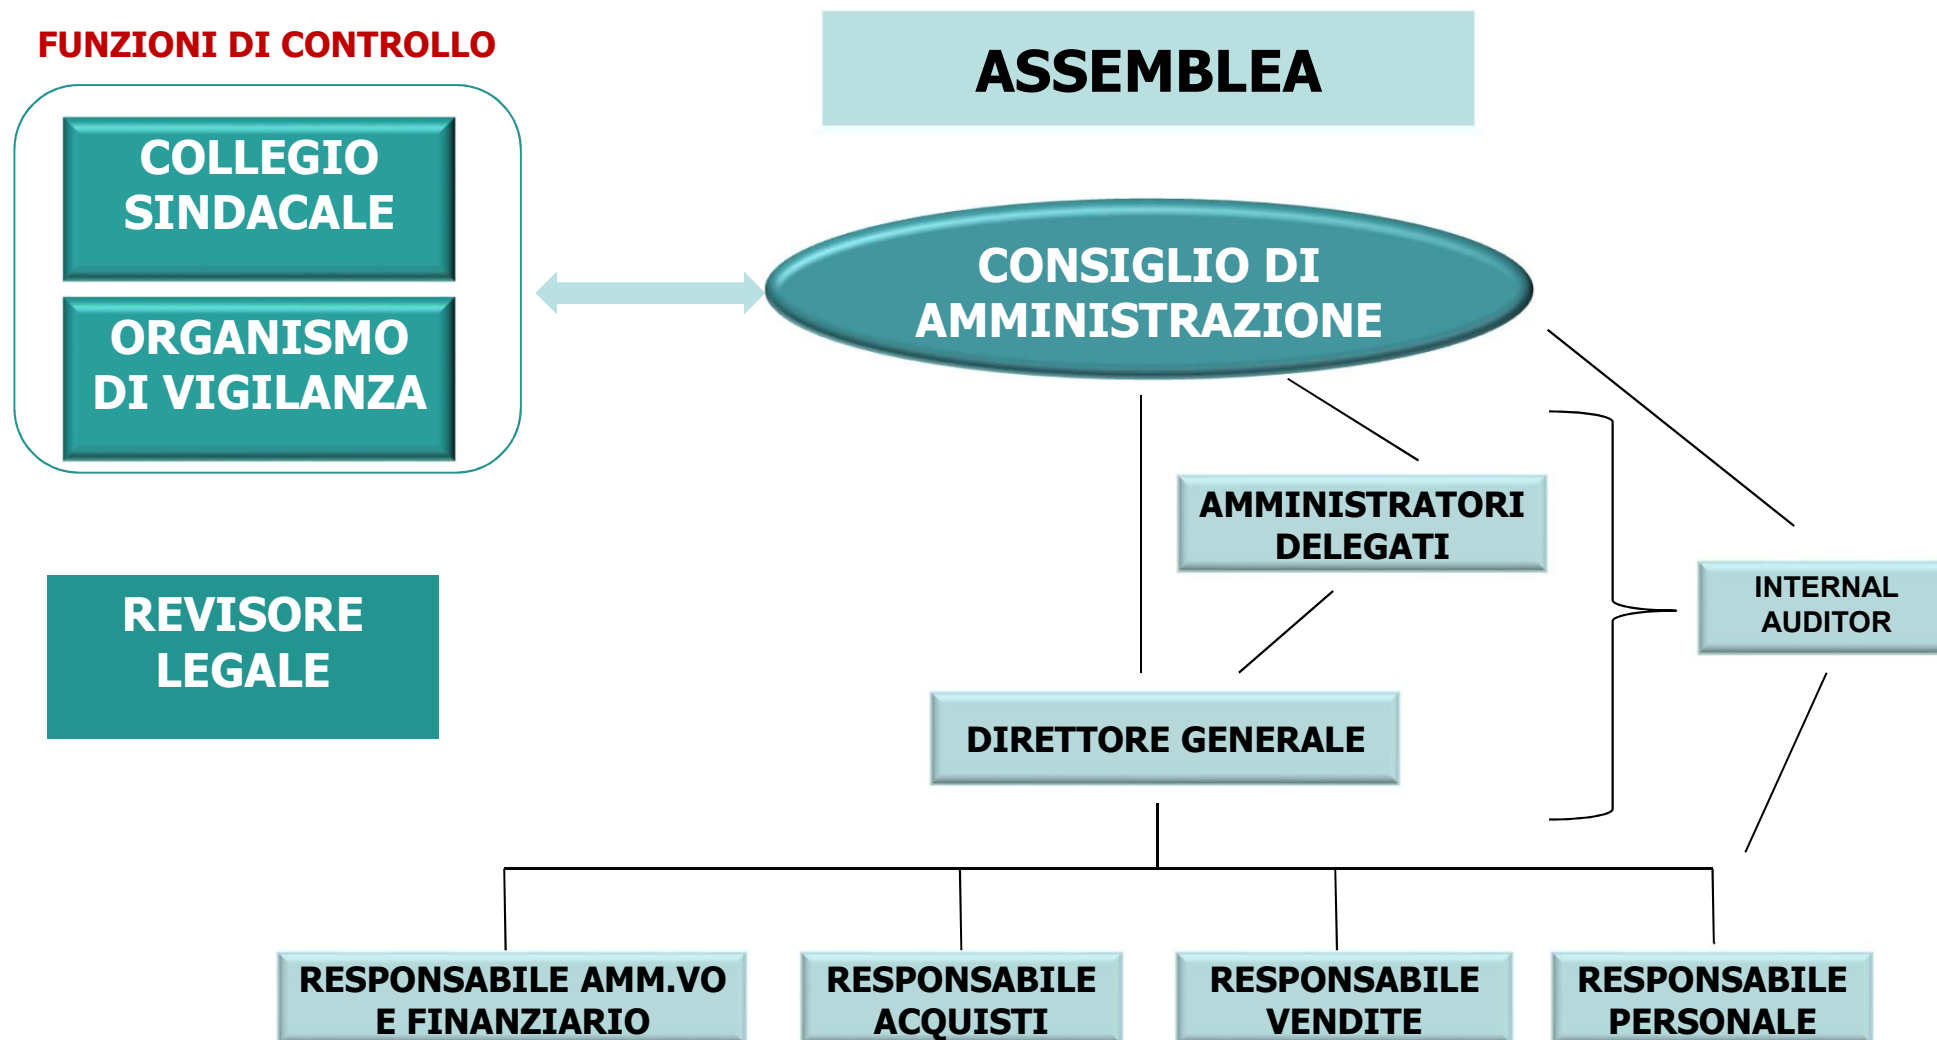 FUNZIONI DI CONTROLLO
ASSEMBLEA
COLLEGIO
SINDACALE
ORGANISMO
DI VIGILANZA
CONSIGLIO DI
AMMINISTRAZIONE
AMMINISTRATORI
DELEGATI
INTERNAL
AUDITOR
REVISORE
LEGALE
DIRETTORE GENERALE
RESPONSABILE AMM.VO
E FINANZIARIO
RESPONSABILE
ACQUISTI
RESPONSABILE
VENDITE
RESPONSABILE
PERSONALE